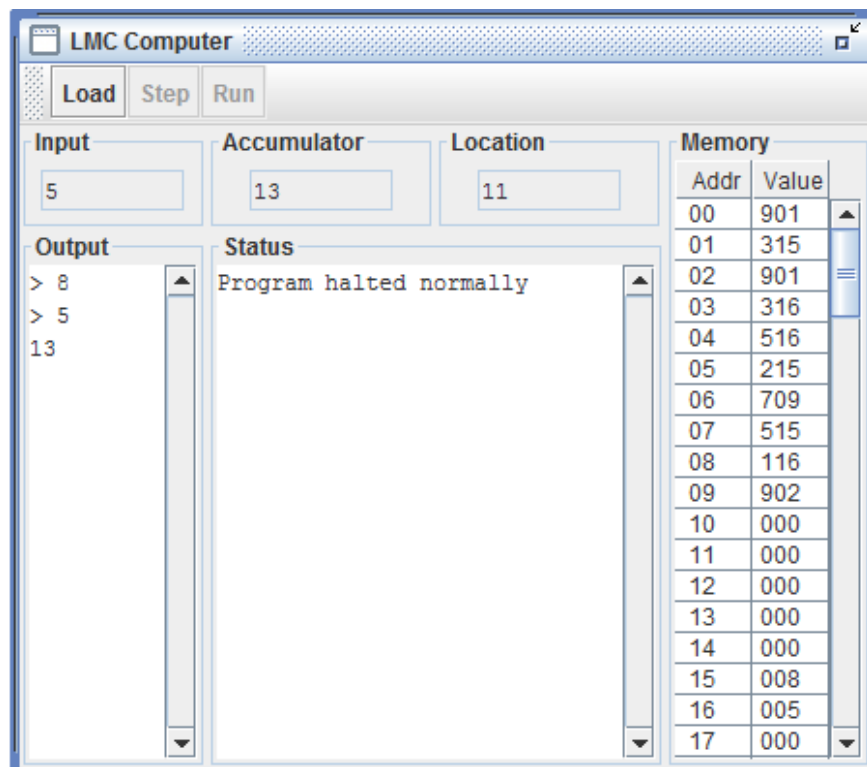 LMC Computer
Load Step Run
Input
5
Accumulator
13
Location
11
Output
> 8
> 5
13
Status
Program halted normally
Memory
Addr Value
00 901
01 315
02 901
03 316
04 516
05 215
06 709
07 515
08 116
09 902
10 000
11 000
12 000
13 000
14 000
15 008
16 005
17 000